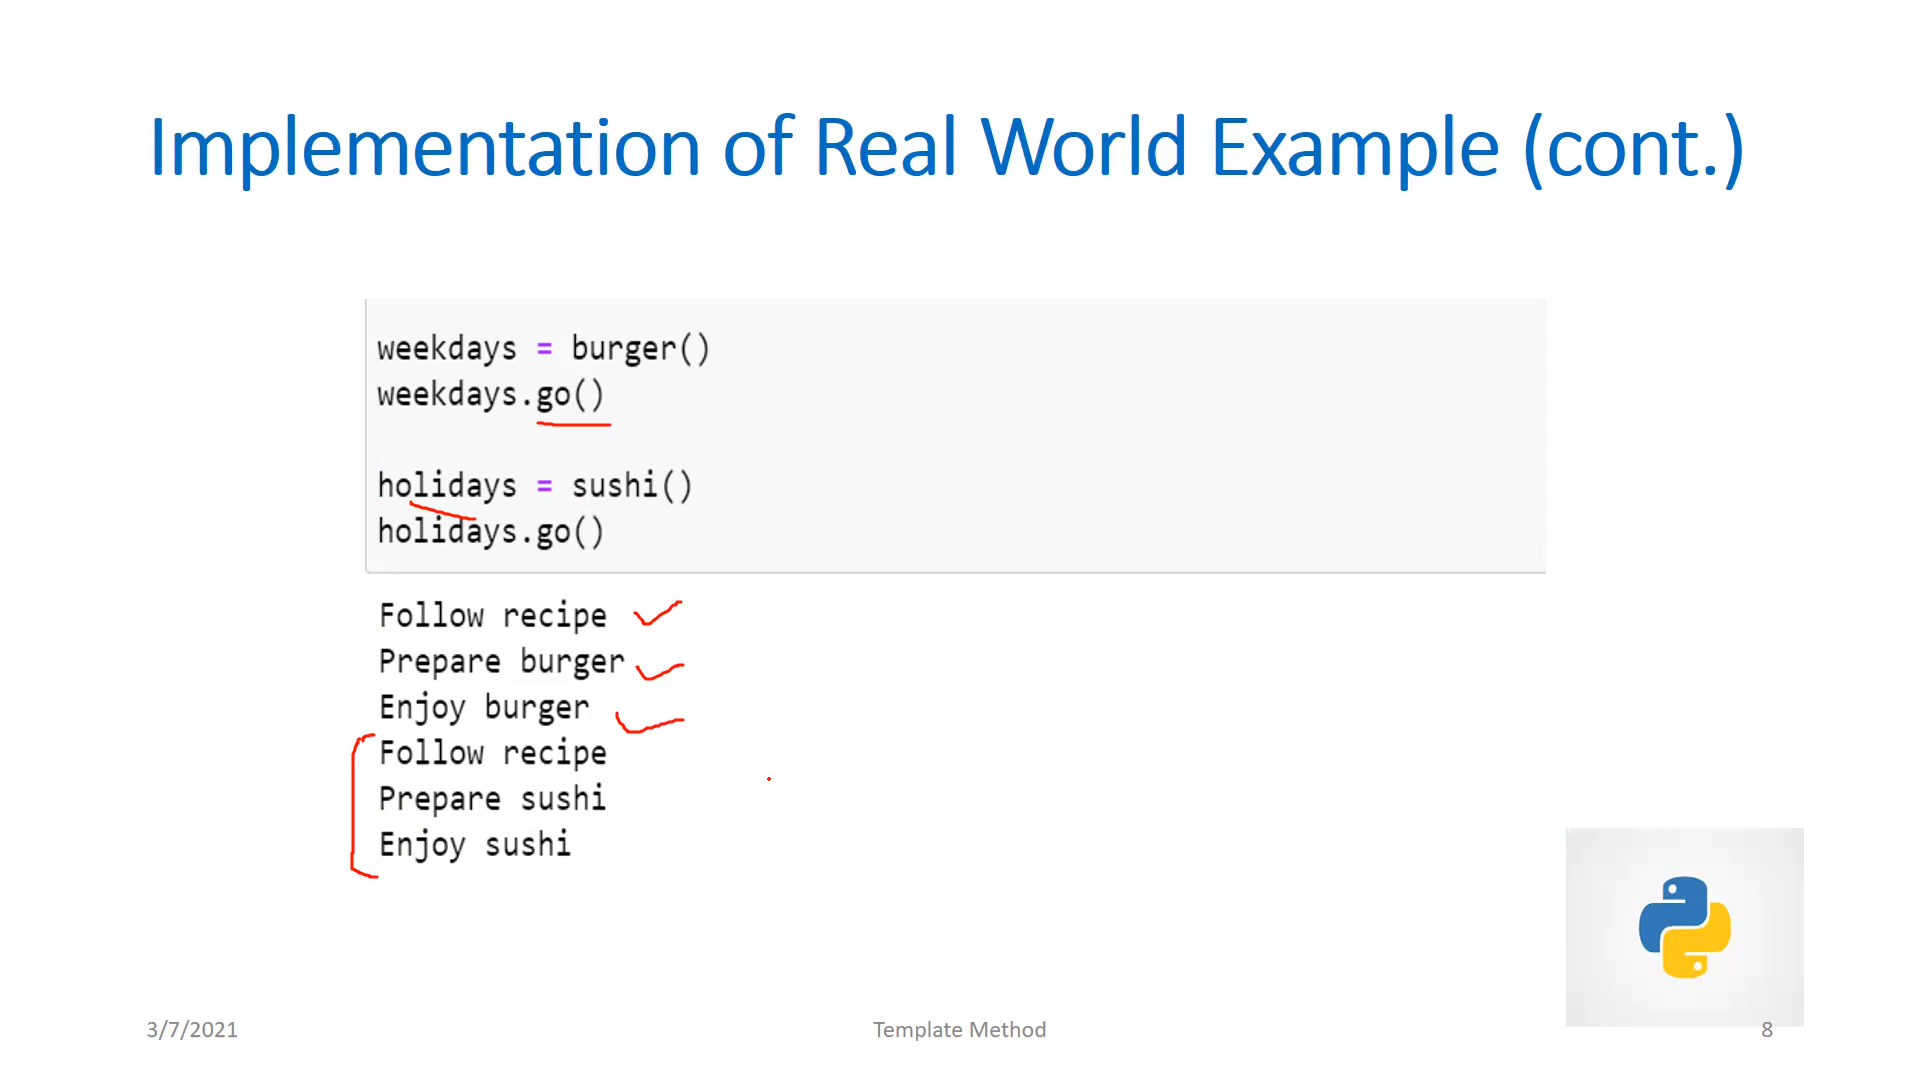 Implementation of Real World Example (cont.)
weekdays = burger()
weekdays.go()
holidays = sushi()
holidays.go()
Follow recipe
Prepare burger
Enjoy burger
Follow recipe
Prepare sushi
Enjoy sushi
3/7/2021
Template Method
8